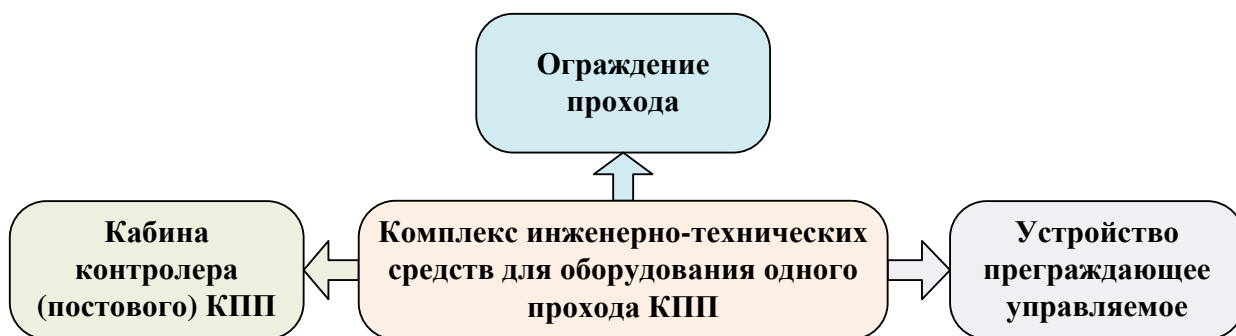 Ограждение
прохода
Кабина
контролера
(постового) КПП
Комплекс инженерно-технических
средств для оборудования одного
прохода КПП
Устройство
преграждающее
управляемое